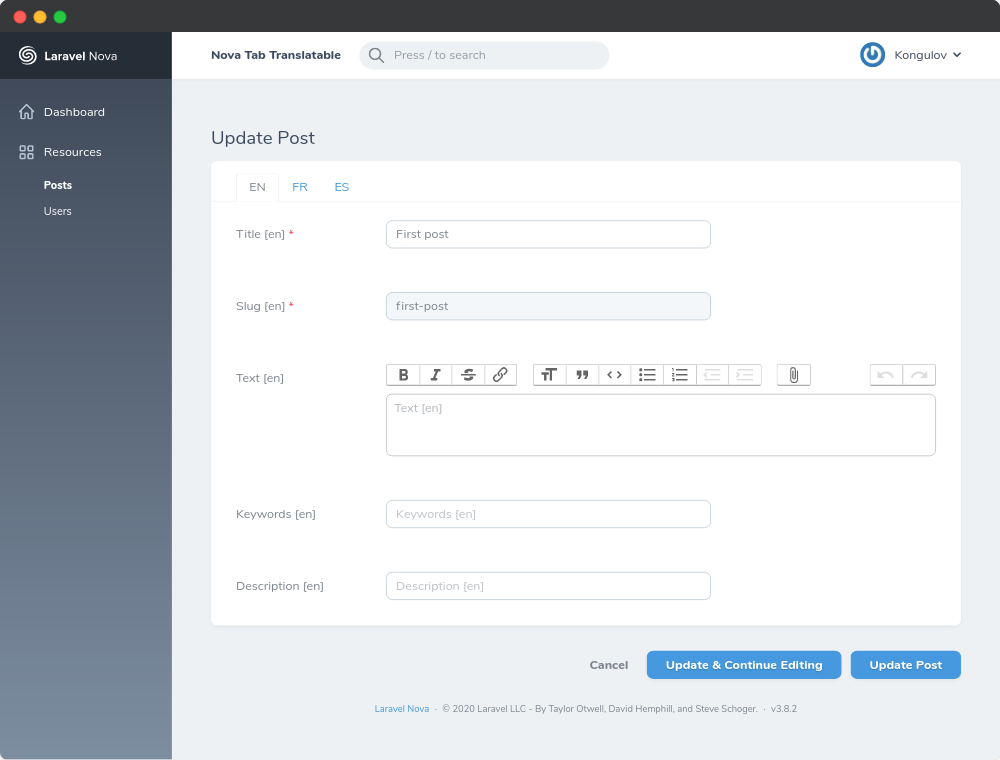 Laravel Nova
Nova Tab Translatable
Press / to search
Kongulov
Dashboard
Resources
Posts
Users
Update Post
EN FR ES
Title [en] *
First post
Slug [en] *
first-post
Text [en]
B I S
Text [en]
Keywords [en]
Keywords [en]
Description [en]
Description [en]
Cancel
Update & Continue Editing
Update Post
Laravel Nova · © 2020 Laravel LLC - By Taylor Otwell, David Hemphill, and Steve Schoger. · v3.8.2